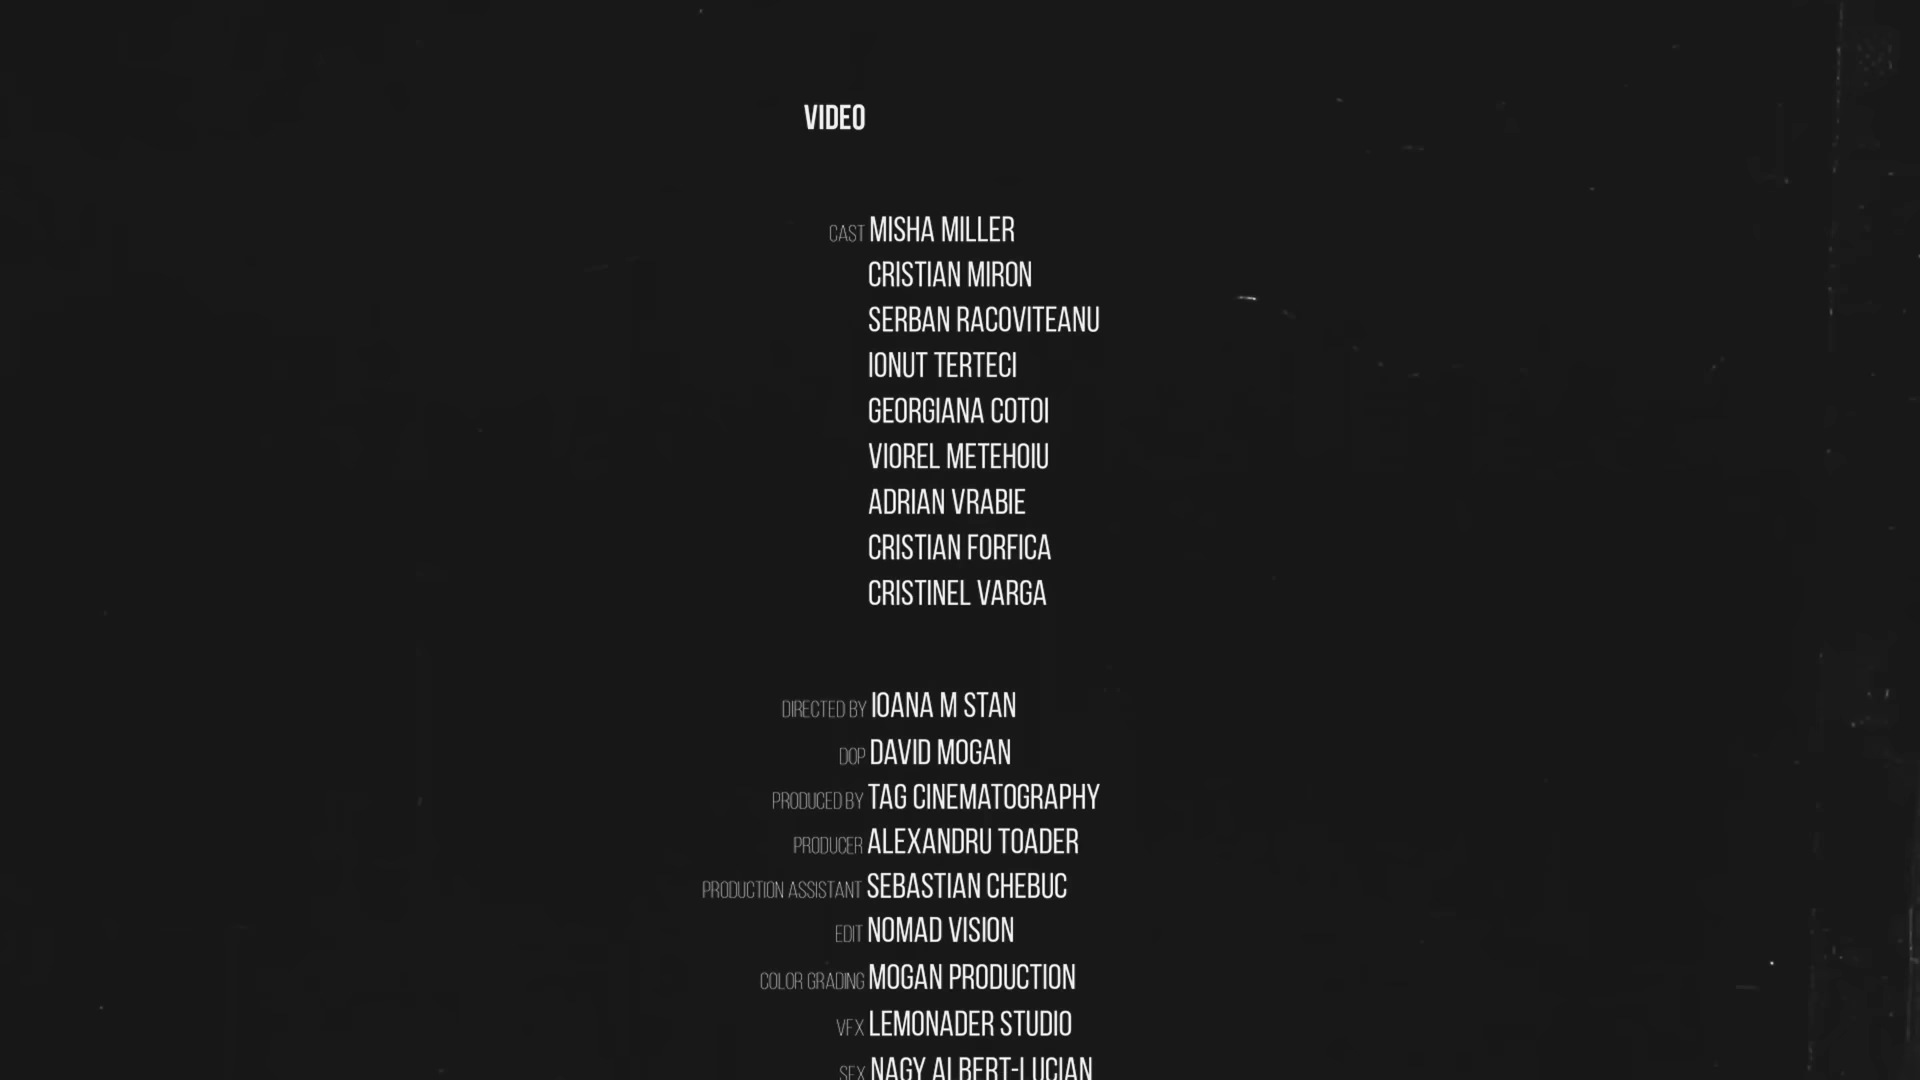 VIDEO
CAST MISHA MILLER
CRISTIAN MIRON
SERBAN RACOVITEANU
IONUT TERTECI
GEORGIANA COTOI
VIOREL METEHOIU
ADRIAN VRABIE
CRISTIAN FORFICA
CRISTINEL VARGA
DIRECTED BY IOANA M STAN
DOP DAVID MOGAN
PRODUCED BY TAG CINEMATOGRAPHY
PRODUCER ALEXANDRU TOADER
PRODUCTION ASSISTANT SEBASTIAN CHEBUC
EDIT NOMAD VISION
COLOR GRADING MOGAN PRODUCTION
VFX LEMONADER STUDIO
SFX NAGY ALBERT-LUCIAN